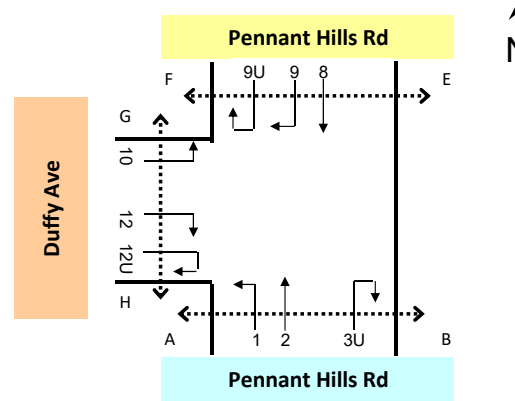 Pennant Hills Rd
N
F
9U 9 8
E
G
10
Duffy Ave
12
12U
H
A
1 2 3U
B
Pennant Hills Rd